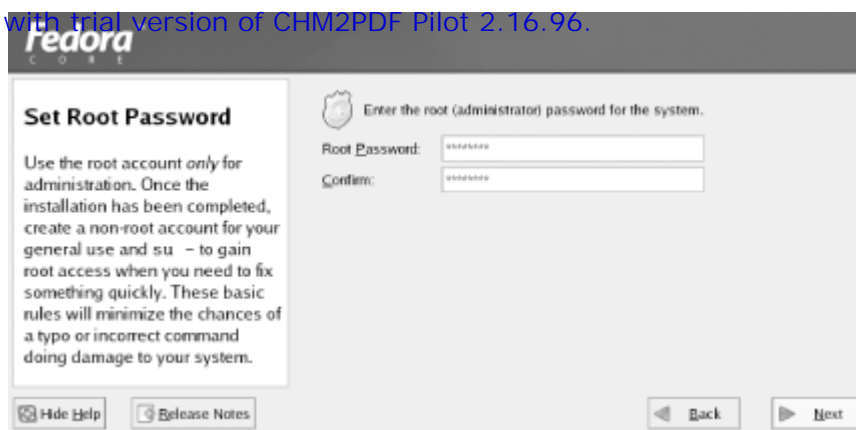 with trial version of CHM2PDF Pilot 2.16.96.
Fedora
CORE
Set Root Password
Use the root account only for
administration. Once the
installation has been completed,
create a non-root account for your
general use and su - to gain
root access when you need to fix
something quickly. These basic
rules will minimize the chances of
a typo or incorrect command
doing damage to your system.
Enter the root (administrator) password for the system.
Root Password: ********
Confirm: ********
Hide Help
Release Notes
Back
Next